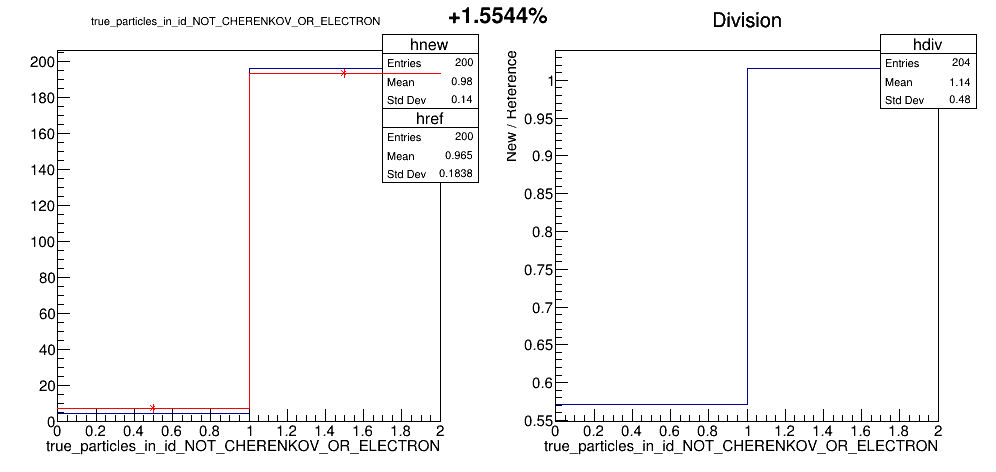 true_particles_in_id_NOT_CHERENKOV_OR_ELECTRON
+1.5544%
Division
hnew
Entries 200
Mean 0.98
Std Dev 0.14
href
Entries 200
Mean 0.965
Std Dev 0.1838
200
180
160
140
120
100
80
60
40
20
0
0 0.2 0.4 0.6 0.8 1 1.2 1.4 1.6 1.8 2
true_particles_in_id_NOT_CHERENKOV_OR_ELECTRON
hdiv
Entries 204
Mean 1.14
Std Dev 0.48
New / Reference
1
0.95
0.9
0.85
0.8
0.75
0.7
0.65
0.6
0.55
0 0.2 0.4 0.6 0.8 1 1.2 1.4 1.6 1.8 2
true_particles_in_id_NOT_CHERENKOV_OR_ELECTRON